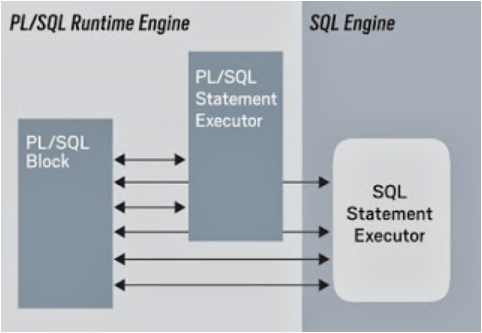 PL/SQL Runtime Engine
SQL Engine
PL/SQL
Statement
Executor
PL/SQL
Block
SQL
Statement
Executor